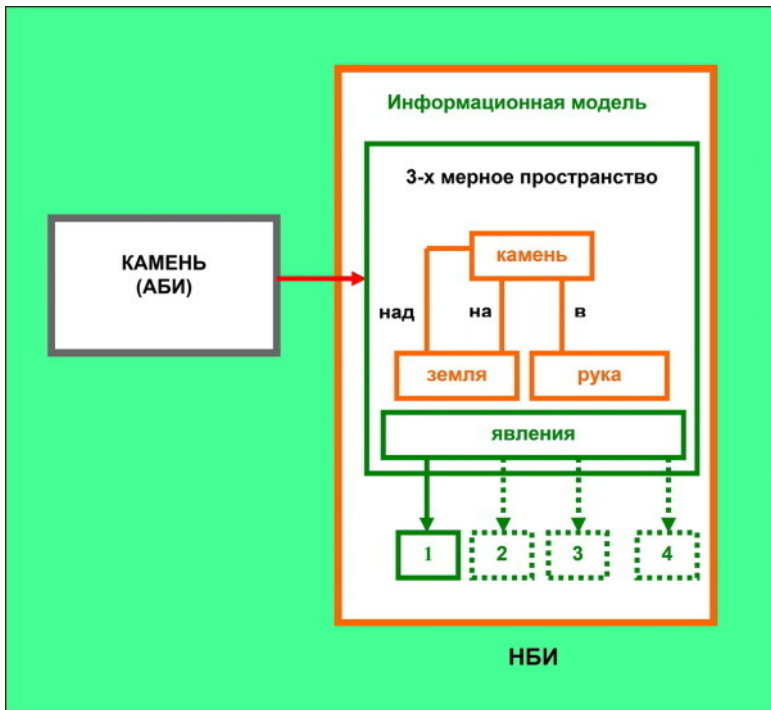 Информационная модель
3-х мерное пространство
КАМЕНЬ
(АБИ)
камень
над на в
земля рука
явления
1 2 3 4
НБИ